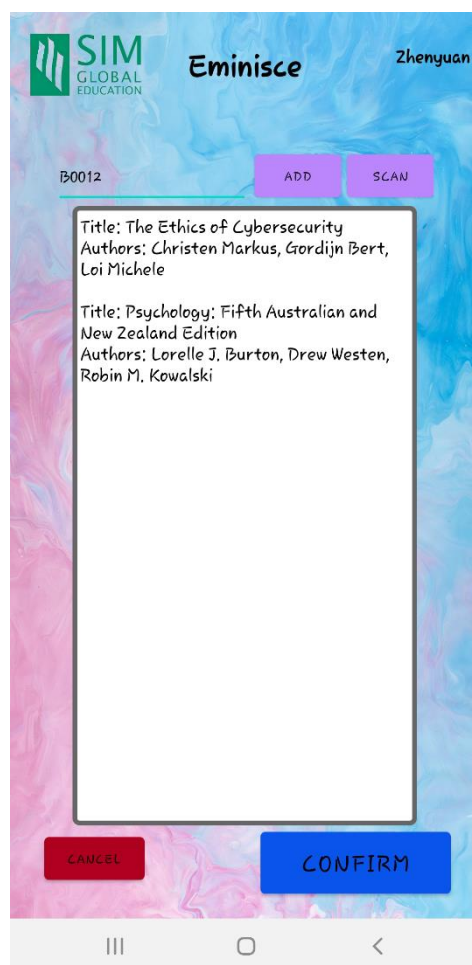 SIM
GLOBAL
EDUCATION
Eminisce
Zhenyuan
B0012
ADD
SCAN
Title: The Ethics of Cybersecurity
Authors: Christen Markus, Gordijn Bert,
Loi Michele
Title: Psychology: Fifth Australian and
New Zealand Edition
Authors: Lorelle J. Burton, Drew Westen,
Robin M. Kowalski
CANCEL
CONFIRM